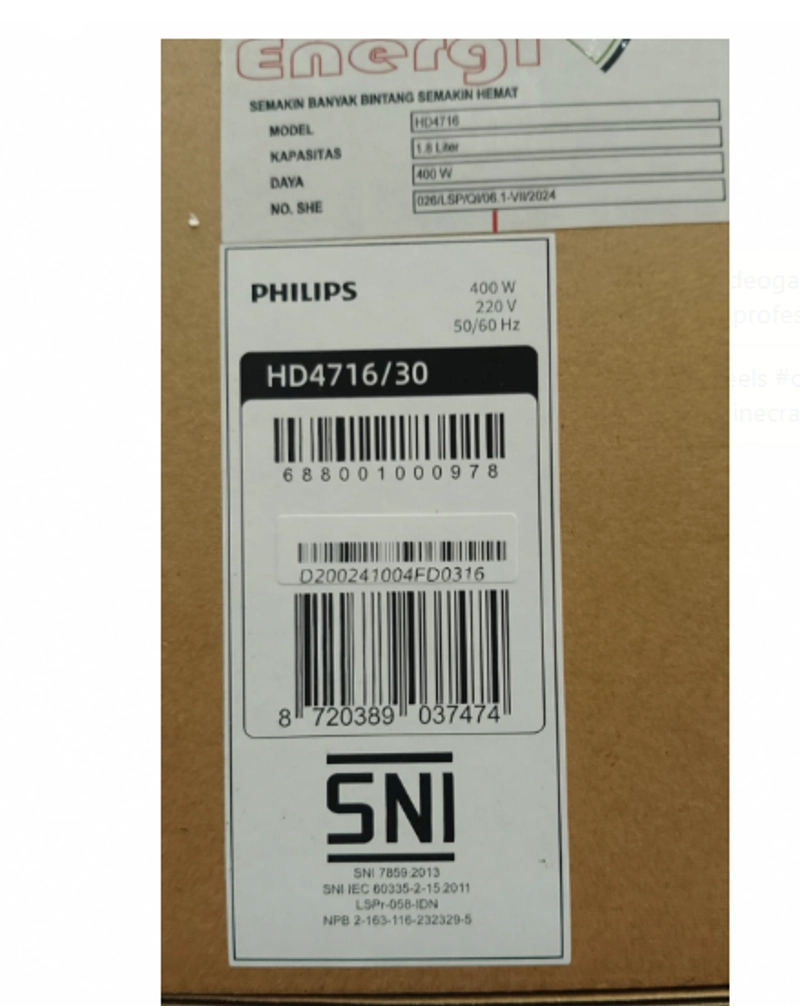 Energi
SEMAKIN BANYAK BINTANG SEMAKIN HEMAT
MODEL HD4716
KAPASITAS 1.8 Liter
DAYA 400 W
NO. SHE 026/LSP/QI/06.1-VII/2024
PHILIPS
400 W
220 V
50/60 Hz
HD4716/30
688001000978
D200241004FD0316
8 720389 037474
SNI
SNI 7859:2013
SNI IEC 60335-2-15:2011
LSPr-058-IDN
NPB 2-163-116-232329-5